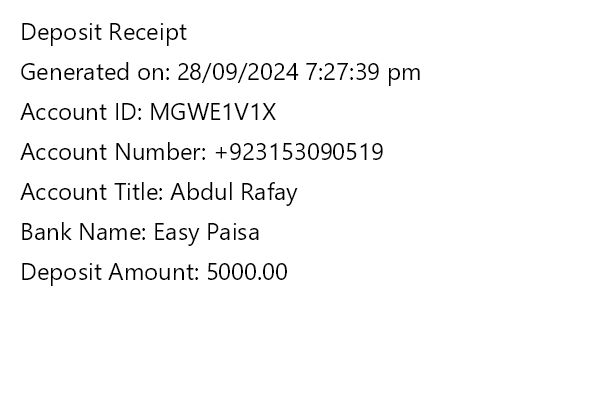 Deposit Receipt
Generated on: 28/09/2024 7:27:39 pm
Account ID: MGWE1V1X
Account Number: +923153090519
Account Title: Abdul Rafay
Bank Name: Easy Paisa
Deposit Amount: 5000.00